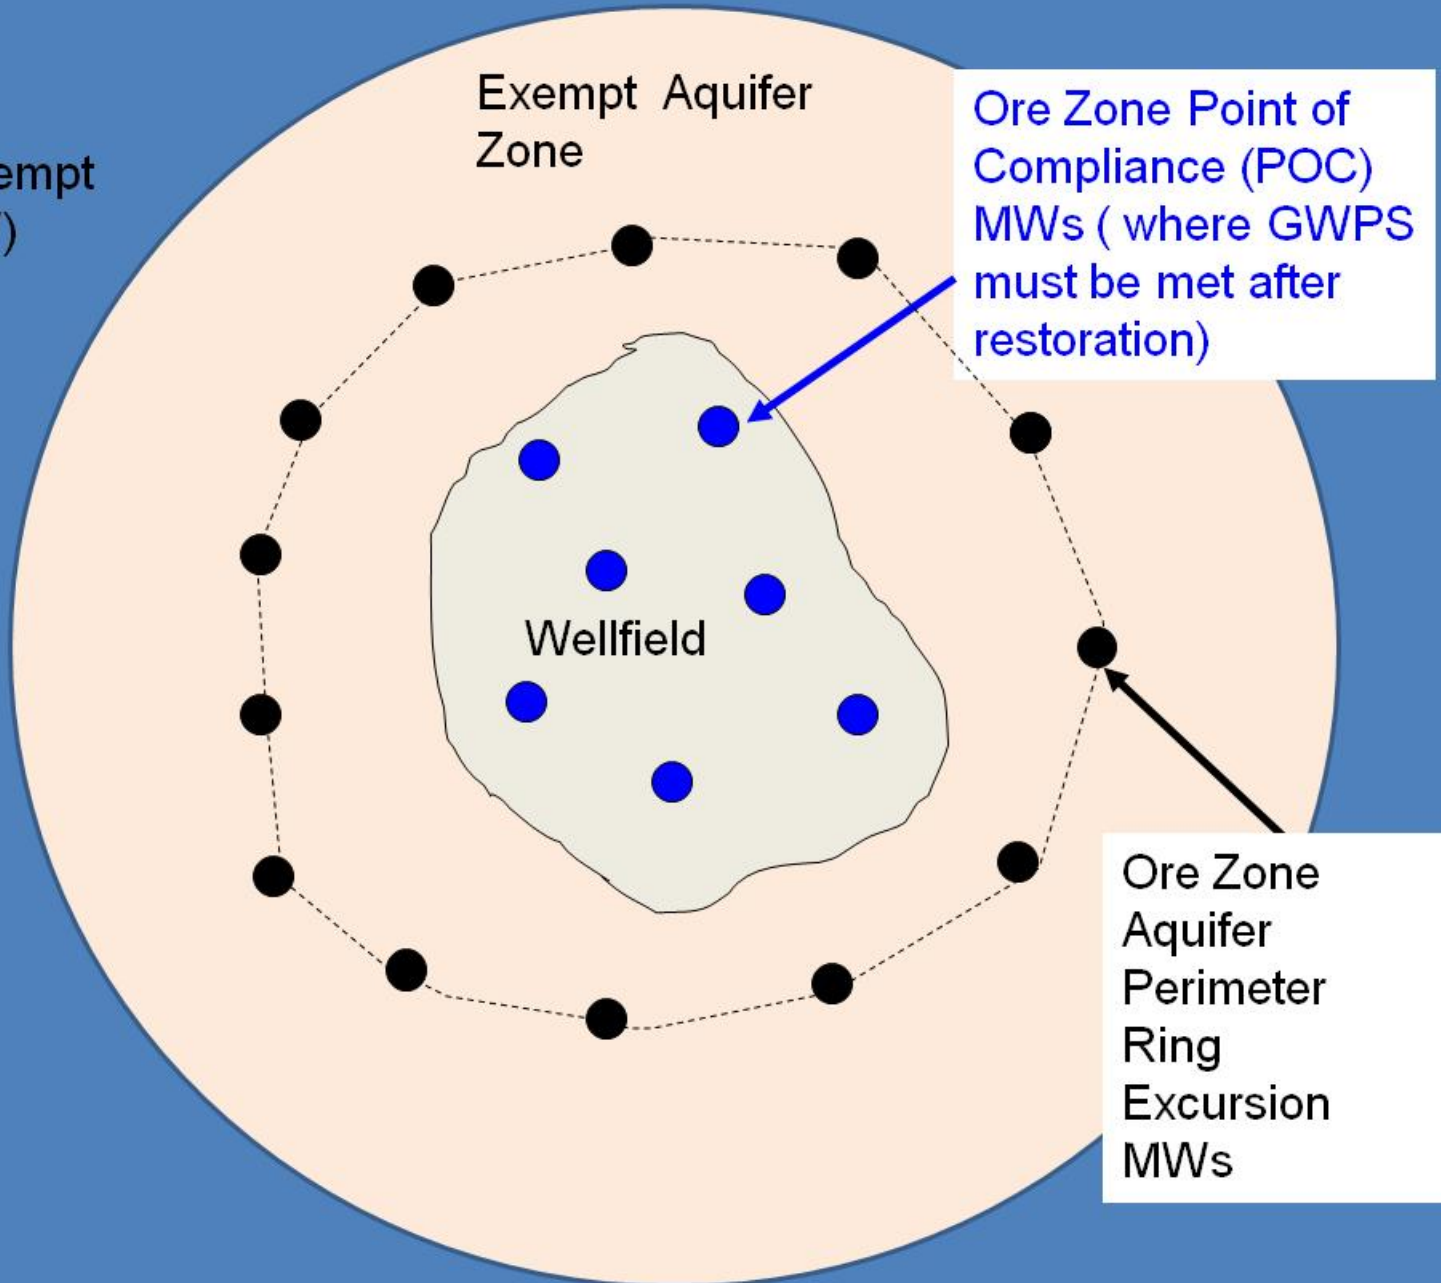 Exempt Aquifer
Zone
empt
)
Ore Zone Point of
Compliance (POC)
MWs ( where GWPS
must be met after
restoration)
Wellfield
Ore Zone
Aquifer
Perimeter
Ring
Excursion
MWs